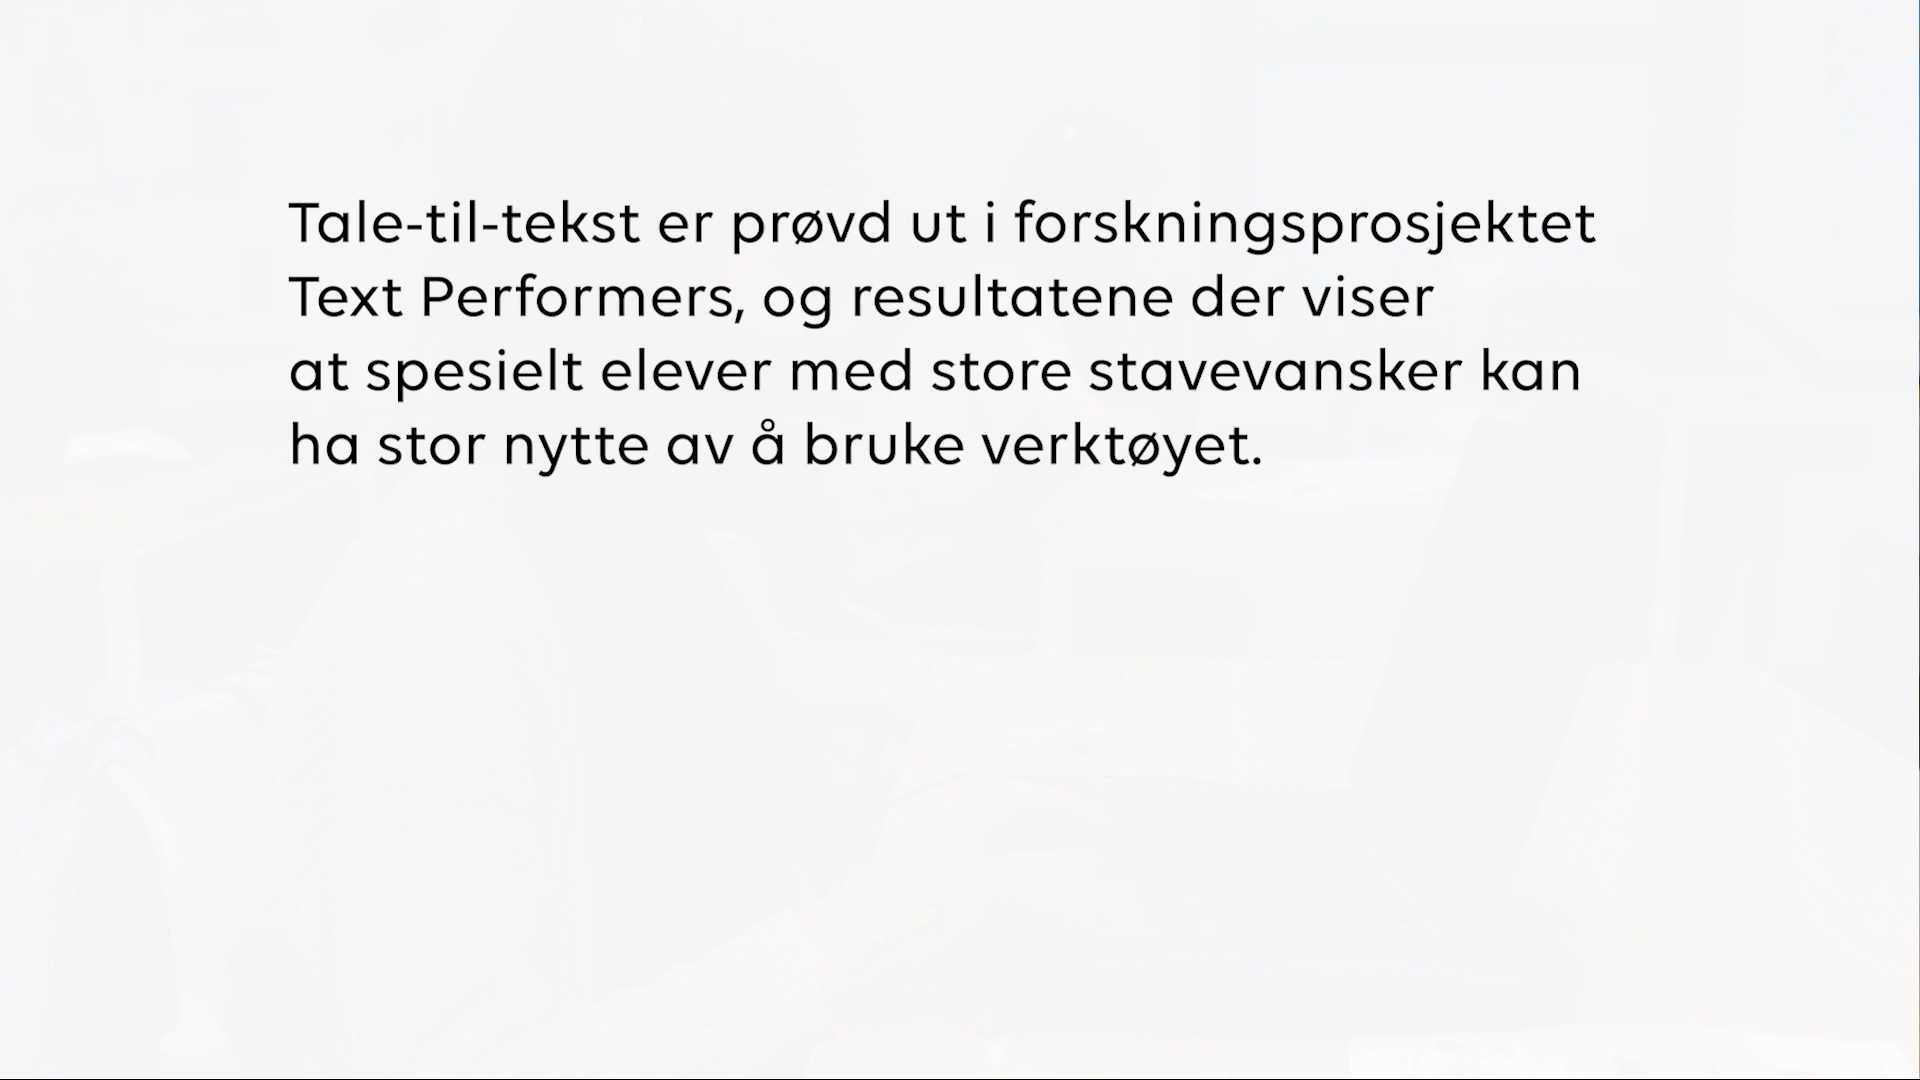 Tale-til-tekst er prøvd ut i forskningsprosjektet
Text Performers, og resultatene der viser
at spesielt elever med store stavevansker kan
ha stor nytte av å bruke verktøyet.